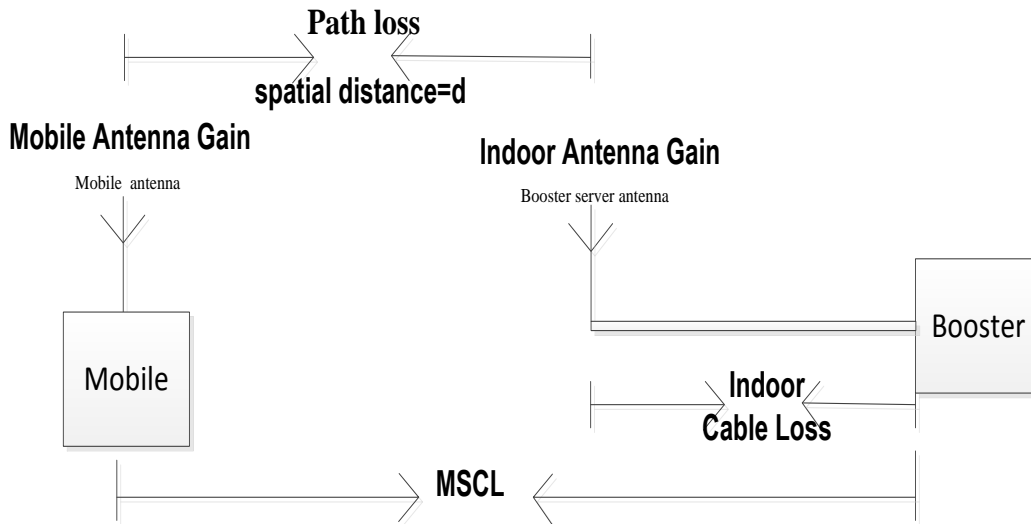 Path loss
spatial distance=d
Mobile Antenna Gain
Indoor Antenna Gain
Mobile antenna
Booster server antenna
Booster
Mobile
Indoor
Cable Loss
MSCL